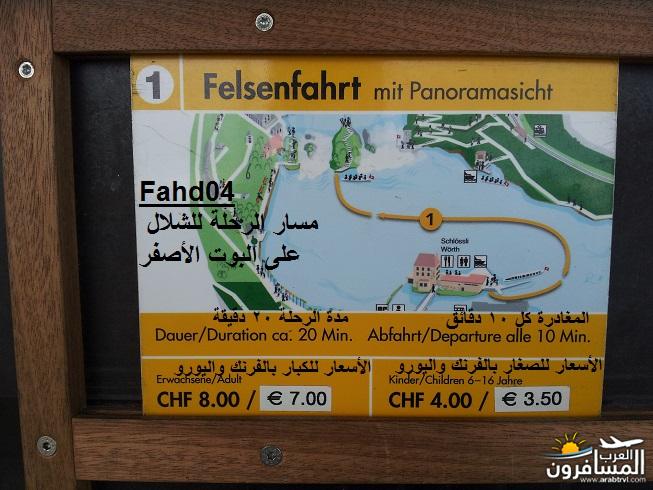 1 Felsenfahrt mit Panoramasicht
Fahd04
مسار الرحلة للشلال
على البوت الأصفر
1
Schlössli
Wörth
مدة الرحلة ٢٠ دقيقة
المغادرة كل ١٠ دقائق
Dauer/Duration ca. 20 Min.
Abfahrt/Departure alle 10 Min.
الأسعار للكبار بالفرنك واليورو
الأسعار للصغار بالفرنك واليورو
Erwachsene/Adult
Kinder/Children 6–16 Jahre
CHF 8.00 / € 7.00
CHF 4.00 / € 3.50
العرب
المسافرون
www.arabtrvl.com